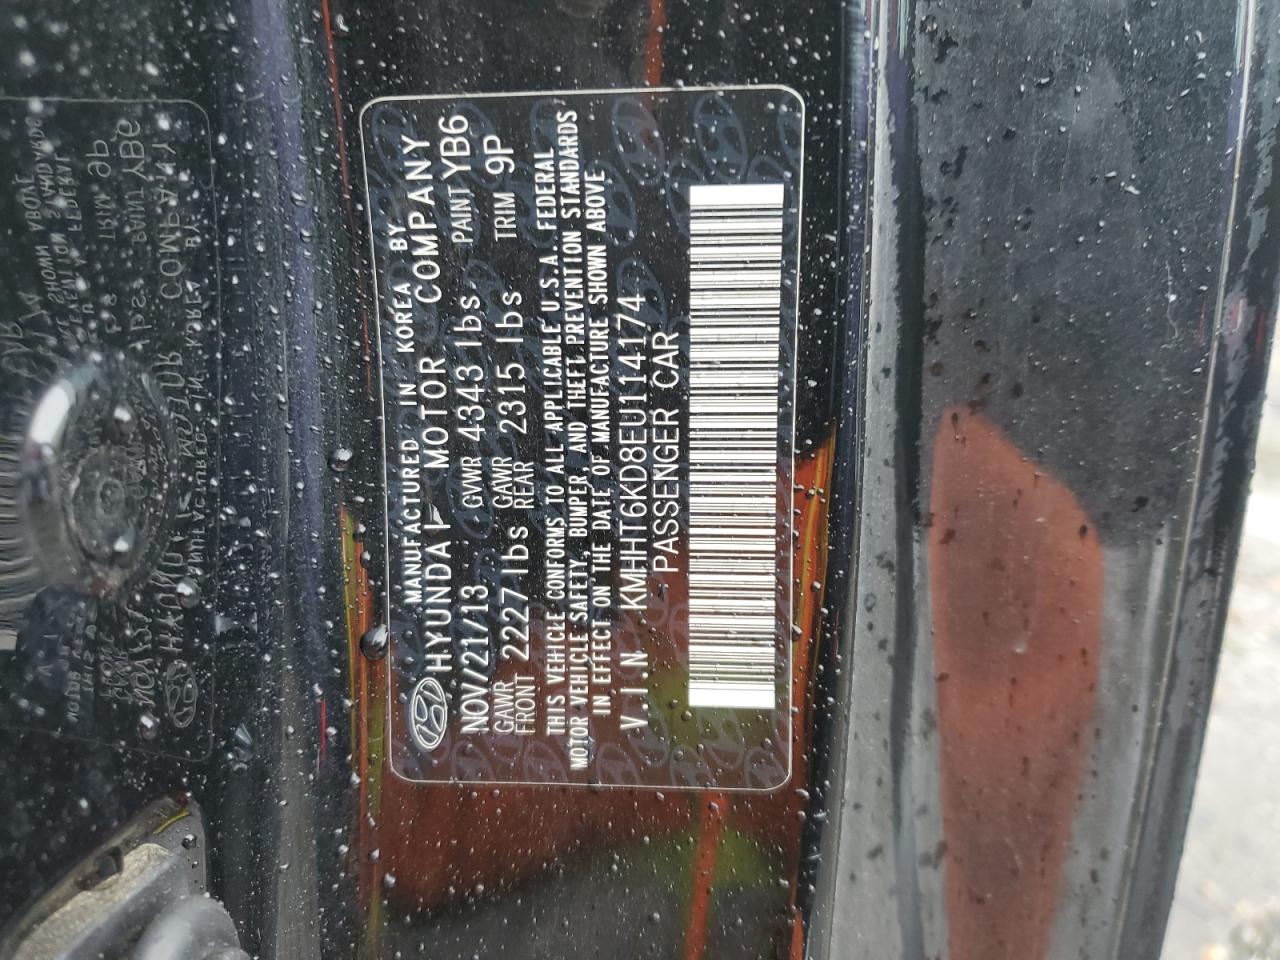 MANUFACTURED IN KOREA BY
HYUNDAI MOTOR COMPANY
NOV/21/13 GVWR 4343 lbs PAINT YB6
GAWR FRONT 2227 lbs GAWR REAR 2315 lbs TRIM 9P
THIS VEHICLE CONFORMS TO ALL APPLICABLE U.S.A. FEDERAL
MOTOR VEHICLE SAFETY, BUMPER, AND THEFT PREVENTION STANDARDS
IN EFFECT ON THE DATE OF MANUFACTURE SHOWN ABOVE
V.I.N. KMHHT6KD8EU114174
PASSENGER CAR